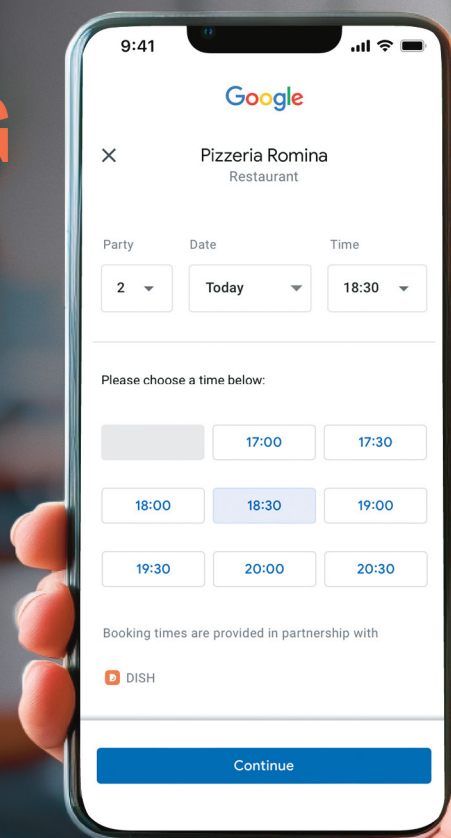 G
9:41
Google
Pizzeria Romina
Restaurant
Party Date Time
2 Today 18:30
Please choose a time below:
17:00 17:30
18:00 18:30 19:00
19:30 20:00 20:30
Booking times are provided in partnership with
DISH
Continue